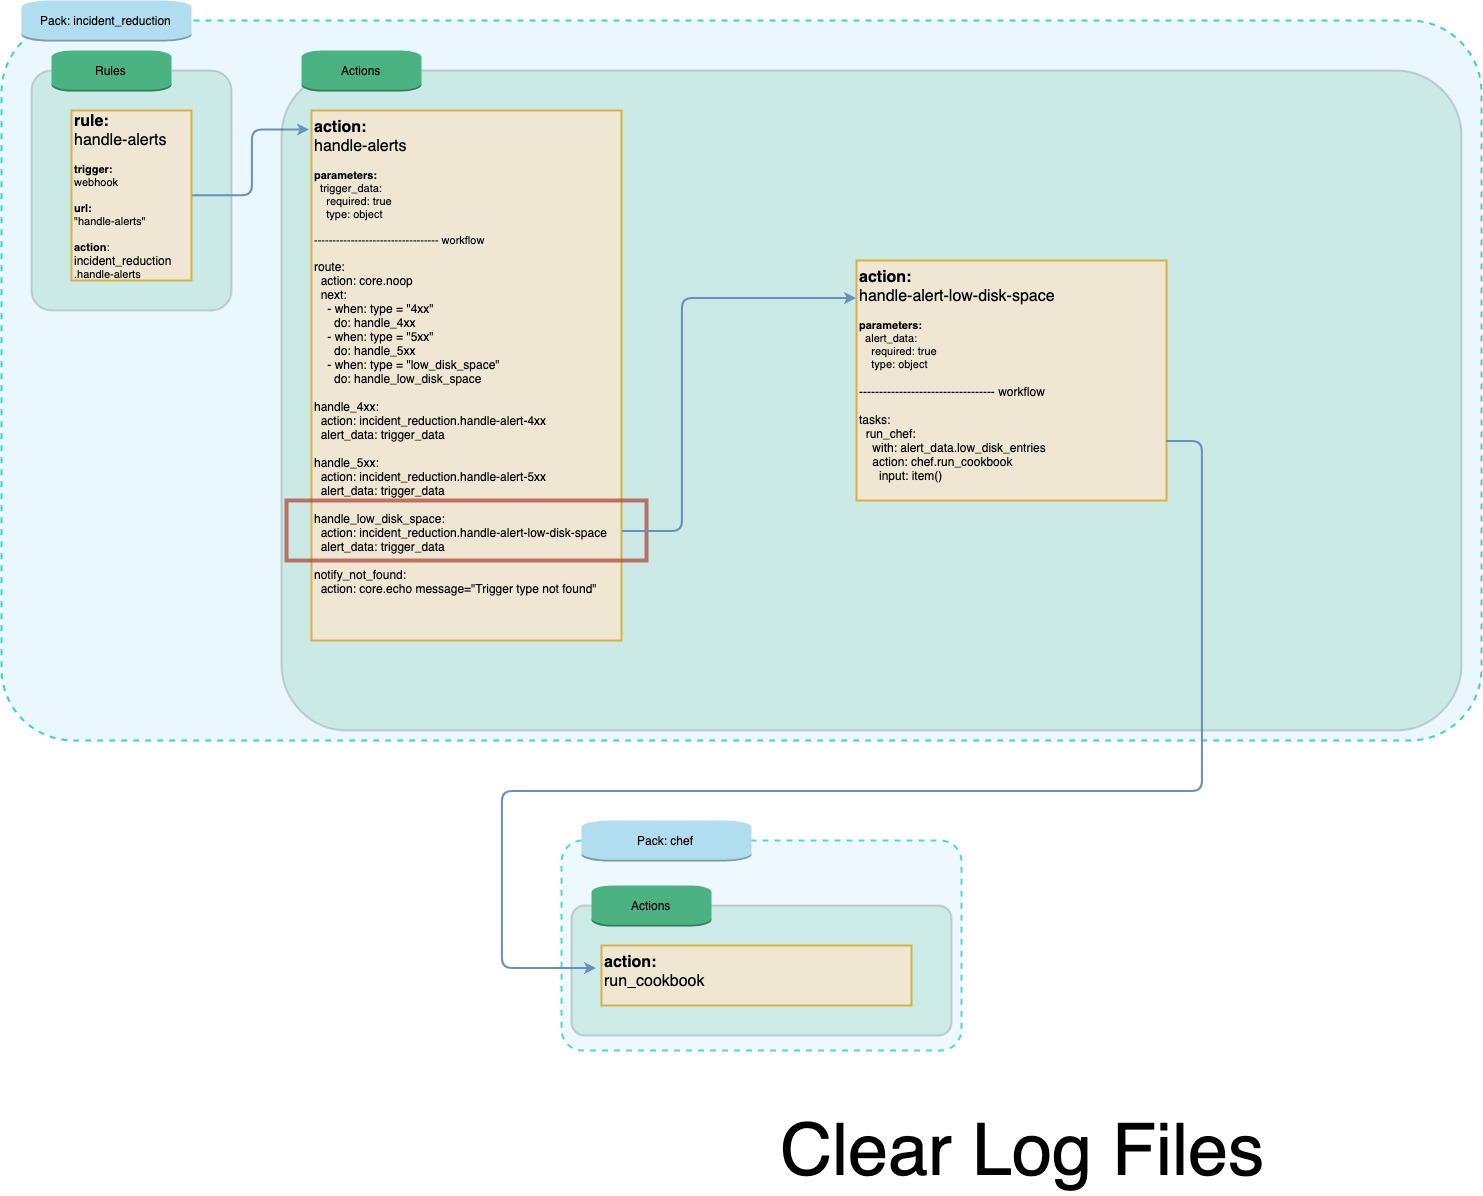 Pack: incident_reduction
Rules
rule:
handle-alerts
trigger:
webhook
url:
"handle-alerts"
action:
incident_reduction
.handle-alerts
Actions
action:
handle-alerts
parameters:
trigger_data:
required: true
type: object
---------------------------------- workflow
route:
action: core.noop
next:
- when: type = "4xx"
do: handle_4xx
- when: type = "5xx"
do: handle_5xx
- when: type = "low_disk_space"
do: handle_low_disk_space
handle_4xx:
action: incident_reduction.handle-alert-4xx
alert_data: trigger_data
handle_5xx:
action: incident_reduction.handle-alert-5xx
alert_data: trigger_data
handle_low_disk_space:
action: incident_reduction.handle-alert-low-disk-space
alert_data: trigger_data
notify_not_found:
action: core.echo message="Trigger type not found"
action:
handle-alert-low-disk-space
parameters:
alert_data:
required: true
type: object
---------------------------------- workflow
tasks:
run_chef:
with: alert_data.low_disk_entries
action: chef.run_cookbook
input: item()
Pack: chef
Actions
action:
run_cookbook
Clear Log Files